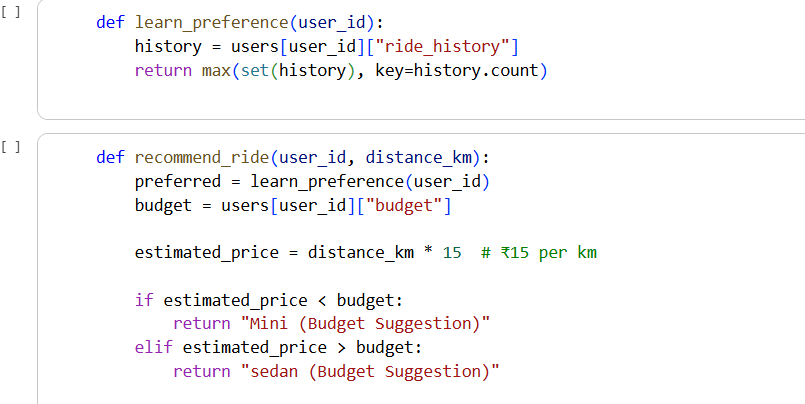 [ ]
def learn_preference(user_id):
    history = users[user_id]["ride_history"]
    return max(set(history), key=history.count)
[ ]
def recommend_ride(user_id, distance_km):
    preferred = learn_preference(user_id)
    budget = users[user_id]["budget"]

    estimated_price = distance_km * 15  # ₹15 per km

    if estimated_price < budget:
        return "Mini (Budget Suggestion)"
    elif estimated_price > budget:
        return "sedan (Budget Suggestion)"